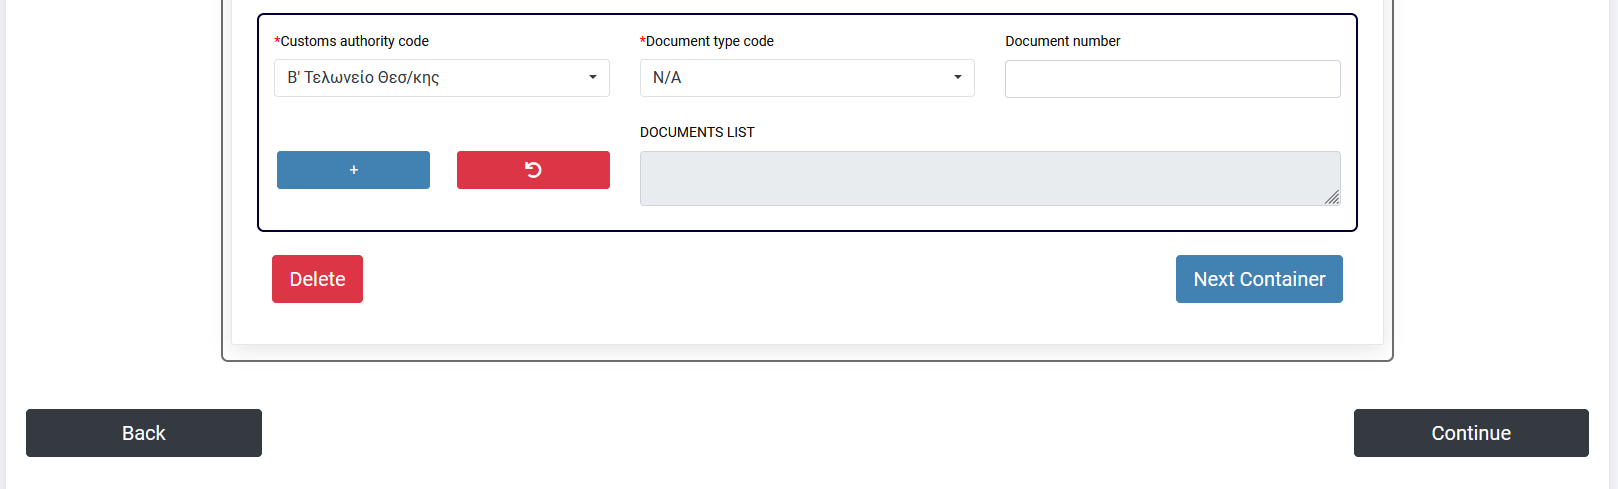 *Customs authority code
*Document type code
Document number
Β' Τελωνείο Θεσ/κης
N/A
DOCUMENTS LIST
+
Delete
Next Container
Back
Continue